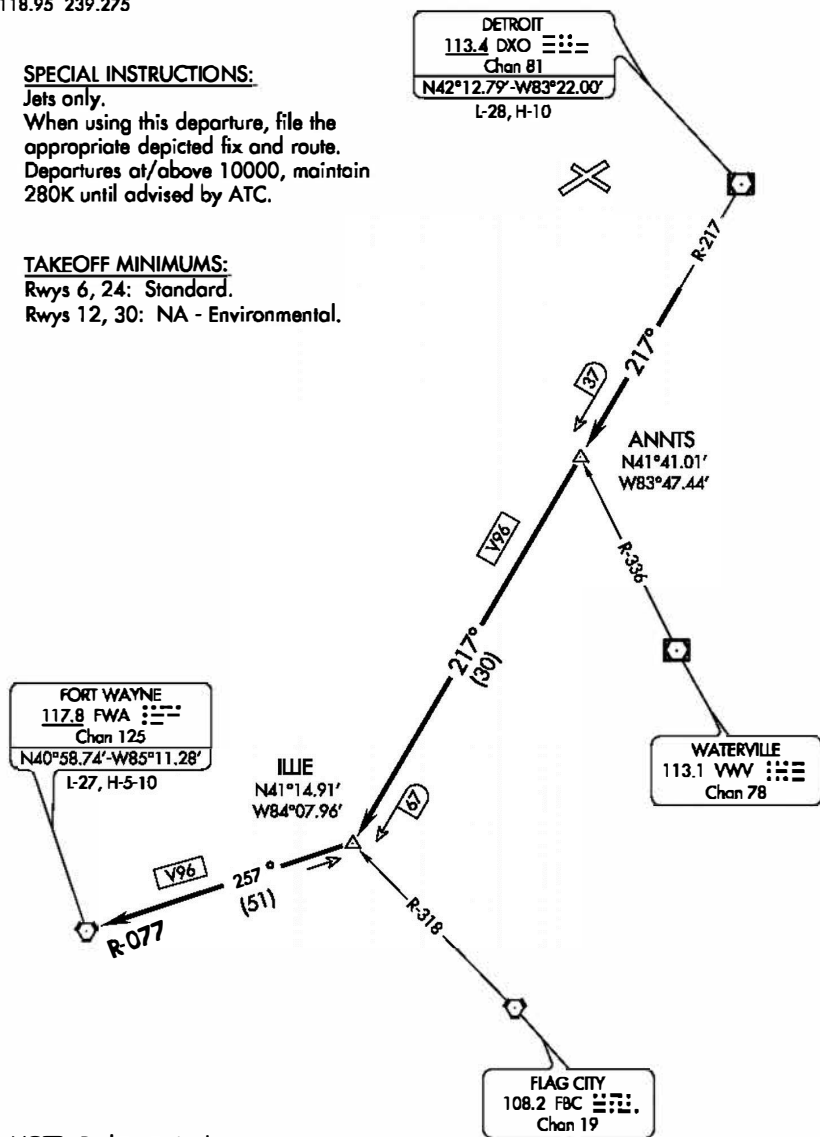 118.95 239.275
SPECIAL INSTRUCTIONS:
Jets only.
When using this departure, file the
appropriate depicted fix and route.
Departures at/above 10000, maintain
280K until advised by ATC.
TAKEOFF MINIMUMS:
Rwys 6, 24: Standard.
Rwys 12, 30: NA - Environmental.
DETROIT
113.4 DXO
Chan 81
N42°12.79'-W83°22.00'
L-28, H-10
R-217
217°
37
ANNTS
N41°41.01'
W83°47.44'
V96
R-336
217°
(30)
WATERVILLE
113.1 VWV
Chan 78
FORT WAYNE
117.8 FWA
Chan 125
N40°58.74'-W85°11.28'
L-27, H-5-10
ILLIE
N41°14.91'
W84°07.96'
67
V96
257°
(51)
R-077
R-318
FLAG CITY
108.2 FBC
Chan 19